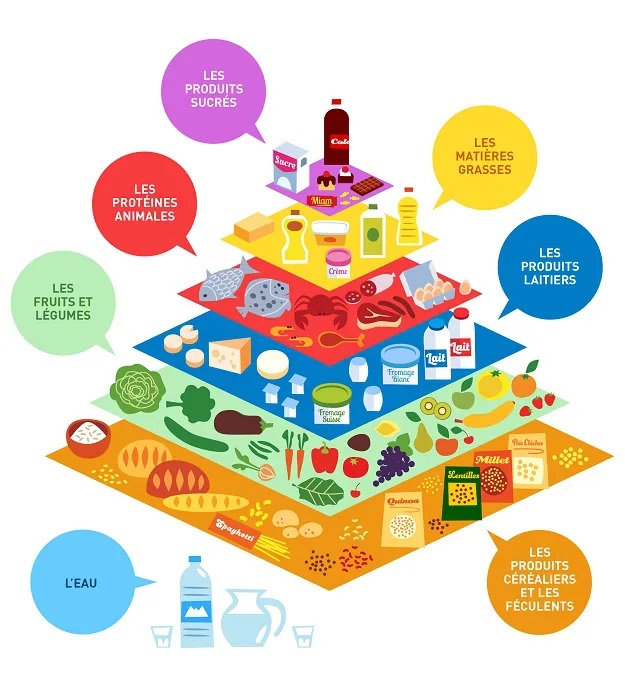 LES
PRODUITS
SUCRÉS
Sucre
Cola
Miam
LES
MATIÈRES
GRASSES
LES
PROTÉINES
ANIMALES
Crème
LES
PRODUITS
LAITIERS
LES
FRUITS ET
LÉGUMES
Lait
Lait
Fromage
Blanc
Fromage
Suisse
Pois Chiches
Millet
Lentilles
Quinoa
Spaghetti
L'EAU
LES
PRODUITS
CÉRÉALIERS
ET LES
FÉCULENTS